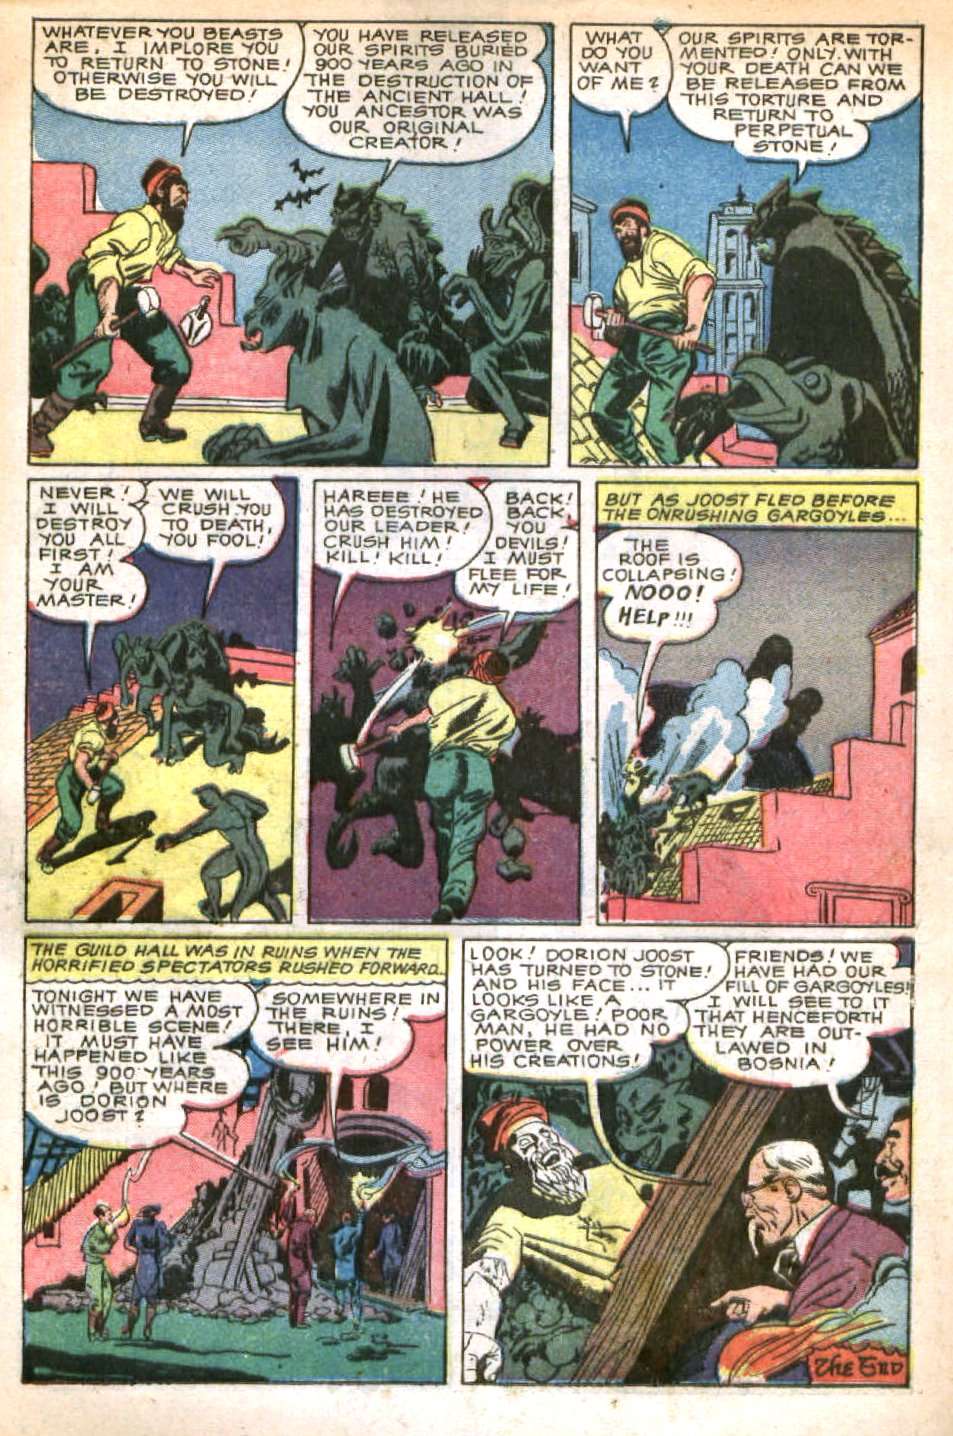 WHATEVER YOU BEASTS
ARE, I IMPLORE YOU
TO RETURN TO STONE!
OTHERWISE YOU WILL
BE DESTROYED!
YOU HAVE RELEASED
OUR SPIRITS BURIED
900 YEARS AGO IN
THE DESTRUCTION OF
THE ANCIENT HALL!
YOU ANCESTOR WAS
OUR ORIGINAL
CREATOR!
WHAT
DO YOU
WANT
OF ME?
OUR SPIRITS ARE TOR-
MENTED! ONLY WITH
YOUR DEATH CAN WE
BE RELEASED FROM
THIS TORTURE AND
RETURN TO
PERPETUAL
STONE!
NEVER!
I WILL
DESTROY
YOU ALL
FIRST!
I AM
YOUR
MASTER!
WE WILL
CRUSH YOU
TO DEATH,
YOU FOOL!
HAREEE! HE
HAS DESTROYED
OUR LEADER!
CRUSH HIM!
KILL! KILL!
BACK!
BACK,
YOU
DEVILS!
I MUST
FLEE FOR
MY LIFE!
BUT AS JOOST FLED BEFORE
THE ONRUSHING GARGOYLES...
THE
ROOF IS
COLLAPSING!
NOOO!
HELP!!!
THE GUILD HALL WAS IN RUINS WHEN THE
HORRIFIED SPECTATORS RUSHED FORWARD...
TONIGHT WE HAVE
WITNESSED A MOST
HORRIBLE SCENE!
IT MUST HAVE
HAPPENED LIKE
THIS 900 YEARS
AGO! BUT WHERE
IS DORION
JOOST?
SOMEWHERE IN
THE RUINS!
THERE, I
SEE HIM!
LOOK! DORION JOOST
HAS TURNED TO STONE!
AND HIS FACE... IT
LOOKS LIKE A
GARGOYLE! POOR
MAN, HE HAD NO
POWER OVER
HIS CREATIONS!
FRIENDS! WE
HAVE HAD OUR
FILL OF GARGOYLES!
I WILL SEE TO IT
THAT HENCEFORTH
THEY ARE OUT-
LAWED IN
BOSNIA!
THE END